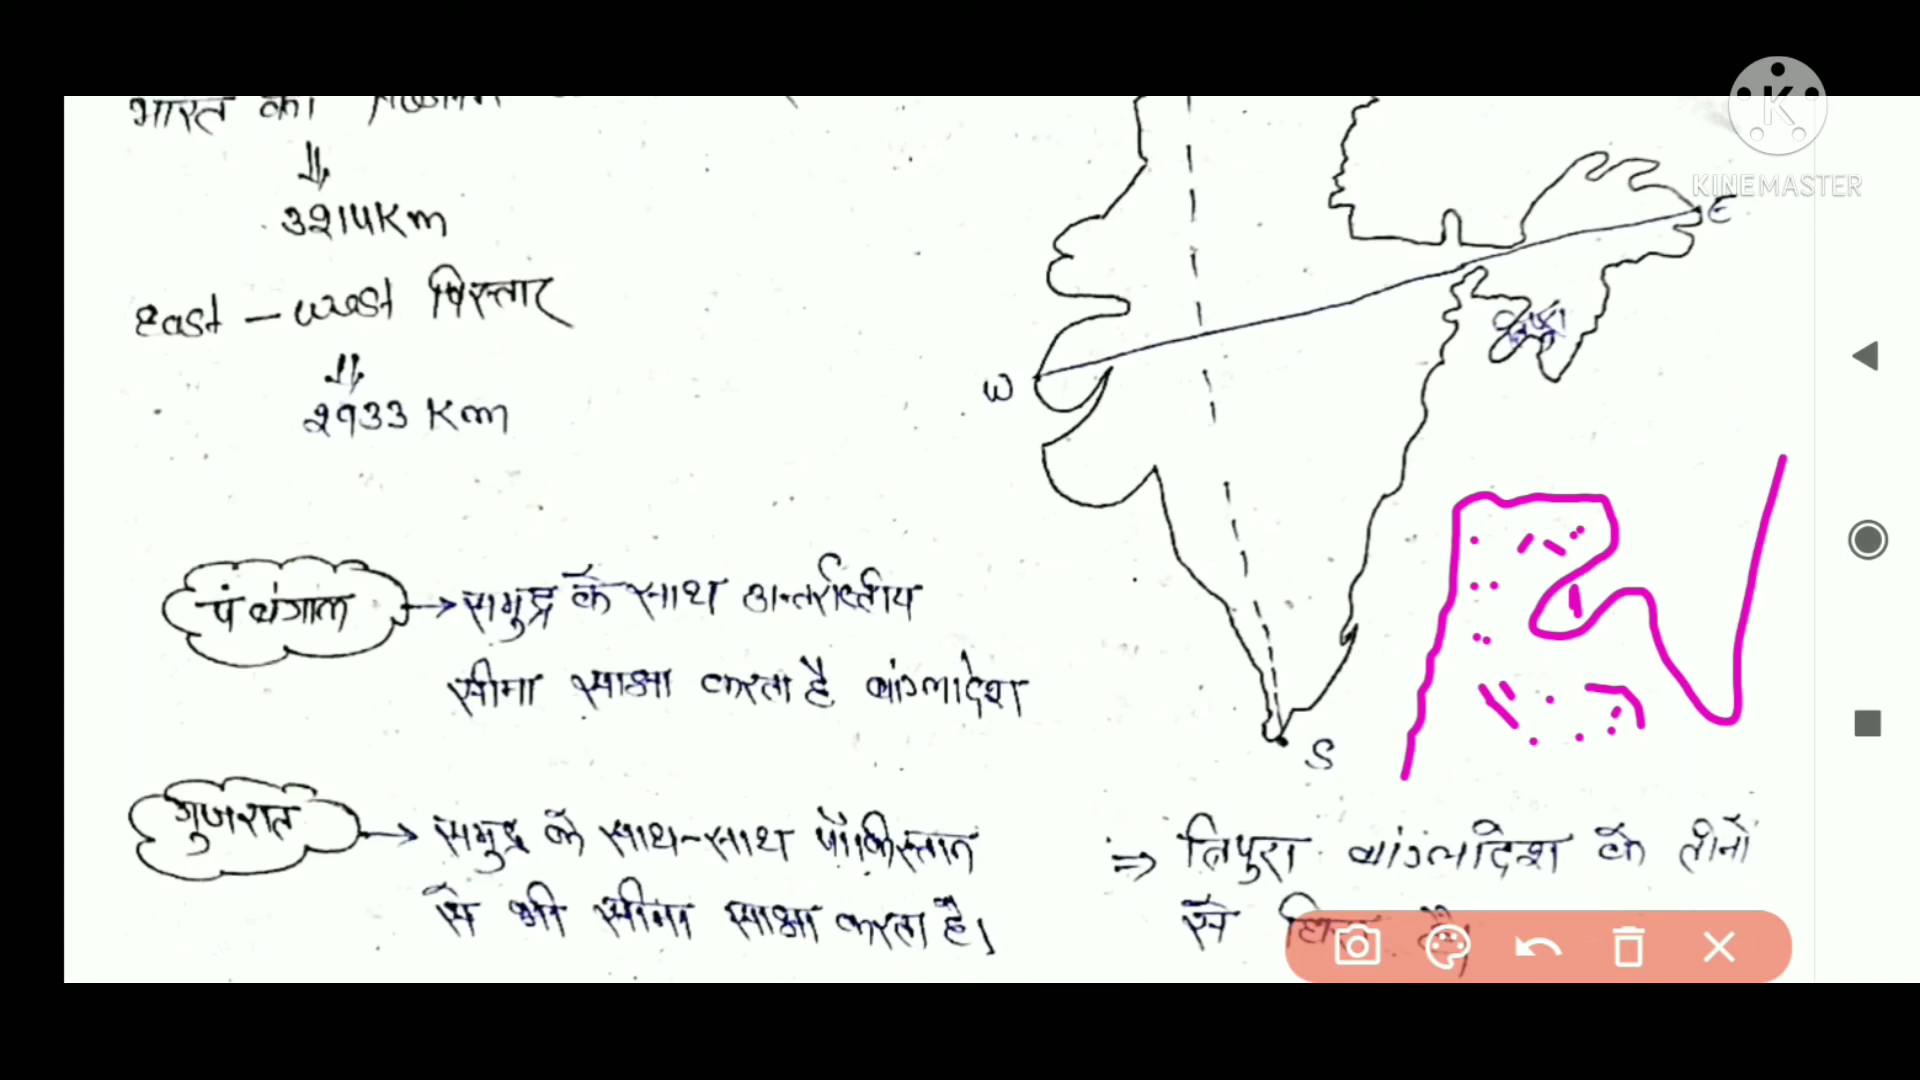 भारत का
3214Km
East - west विस्तार
2933 Km
W
E
S
पं बंगाल
समुद्र के साथ अन्तर्राष्ट्रीय
सीमा साझा करता है बांग्लादेश
गुजरात
समुद्र के साथ-साथ पाकिस्तान
से भी सीमा साझा करता है।
⇒ त्रिपुरा बांग्लादेश के तीनों
से
K
KINEMASTER